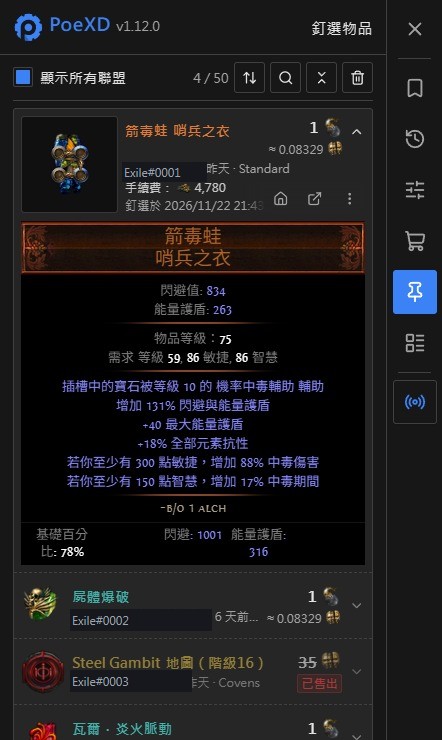 PoeXD v1.12.0 釘選物品
顯示所有聯盟 4 / 50
箭毒蛙 哨兵之衣 1
≈ 0.08329
Exile#0001 昨天 · Standard
手續費： 4,780
釘選於 2026/11/22 21:43
箭毒蛙
哨兵之衣
閃避值: 834
能量護盾: 263
物品等級：75
需求 等級 59, 86 敏捷, 86 智慧
插槽中的寶石被等級 10 的 機率中毒輔助 輔助
增加 131% 閃避與能量護盾
+40 最大能量護盾
+18% 全部元素抗性
若你至少有 300 點敏捷，增加 88% 中毒傷害
若你至少有 150 點智慧，增加 17% 中毒期間
~B/O 1 ALCH
基礎百分比: 78% 閃避: 1001 能量護盾: 316
屍體爆破 1
Exile#0002 6 天前... ≈ 0.08329
Steel Gambit 地圖（階級16） 35
Exile#0003 昨天 · Covens 已售出
瓦爾．炎火脈動 1